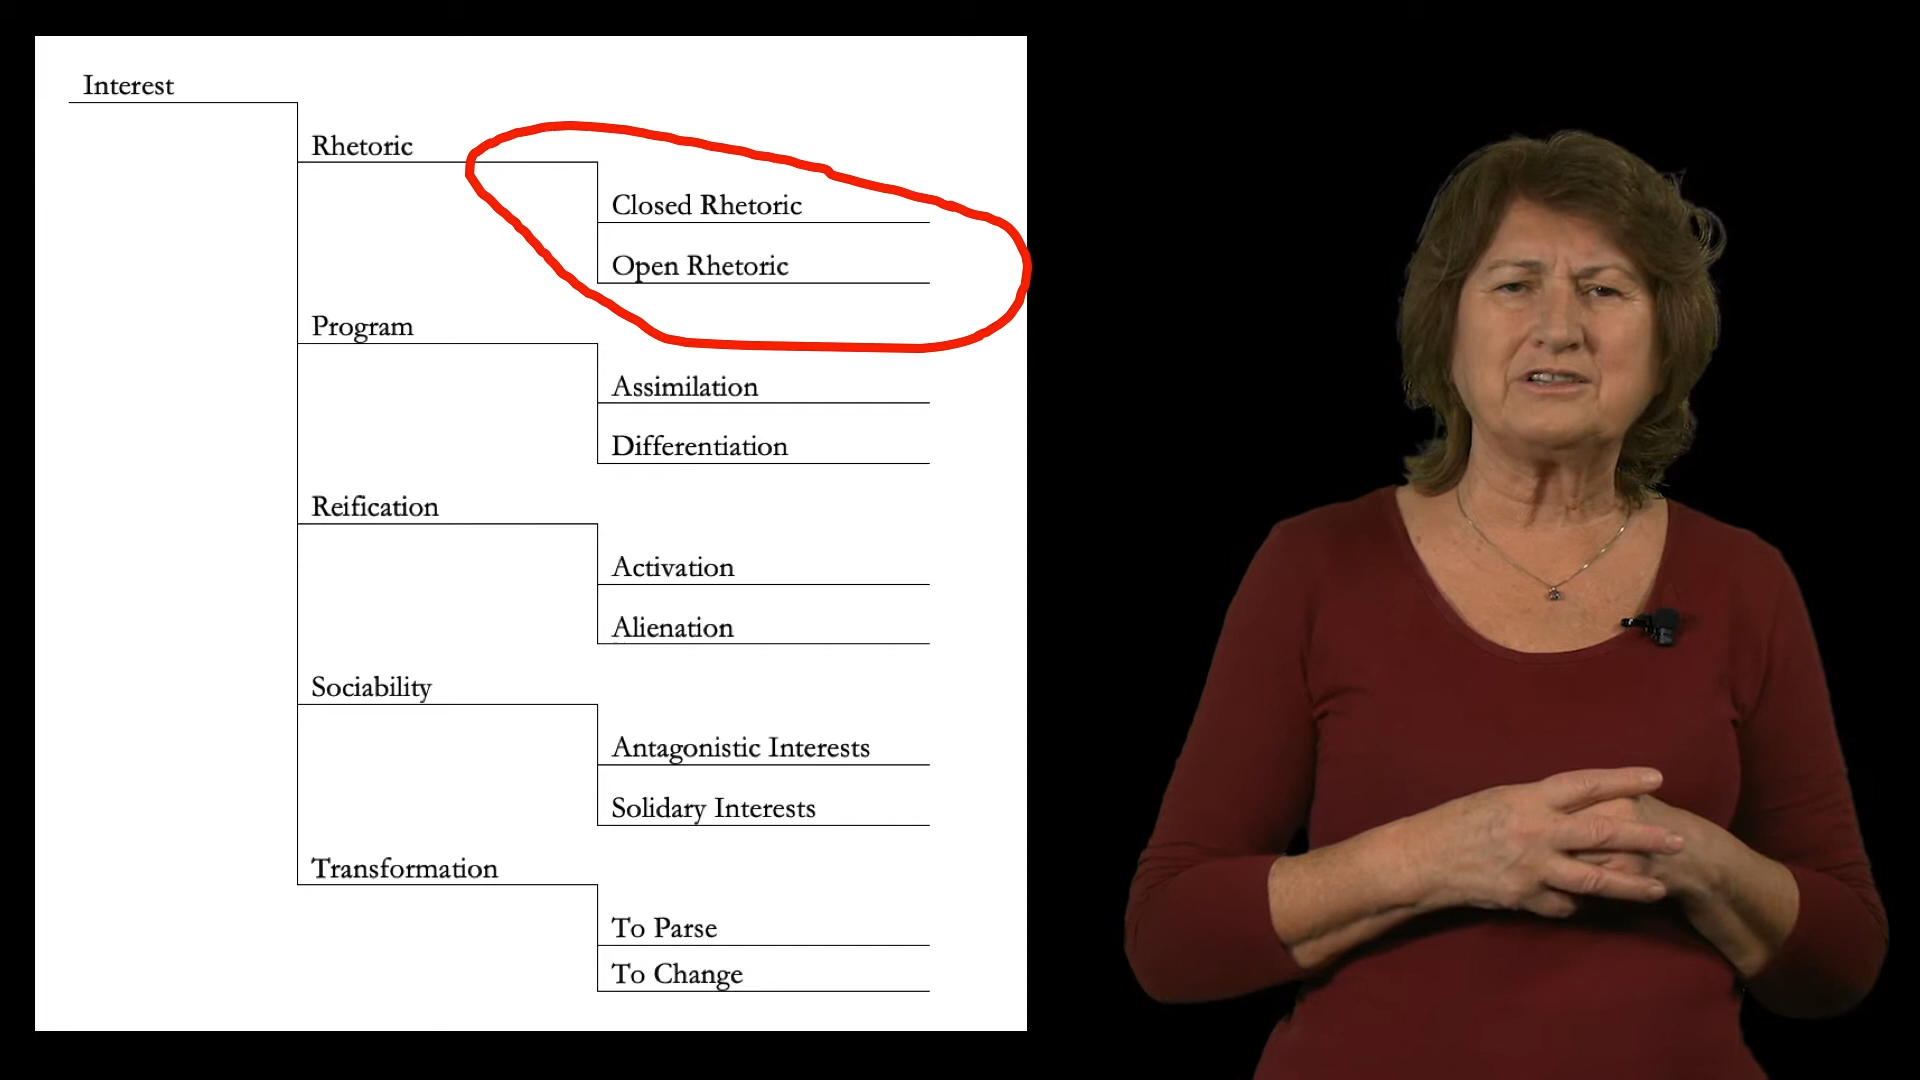 Interest
Rhetoric
Closed Rhetoric
Open Rhetoric
Program
Assimilation
Differentiation
Reification
Activation
Alienation
Sociability
Antagonistic Interests
Solidary Interests
Transformation
To Parse
To Change